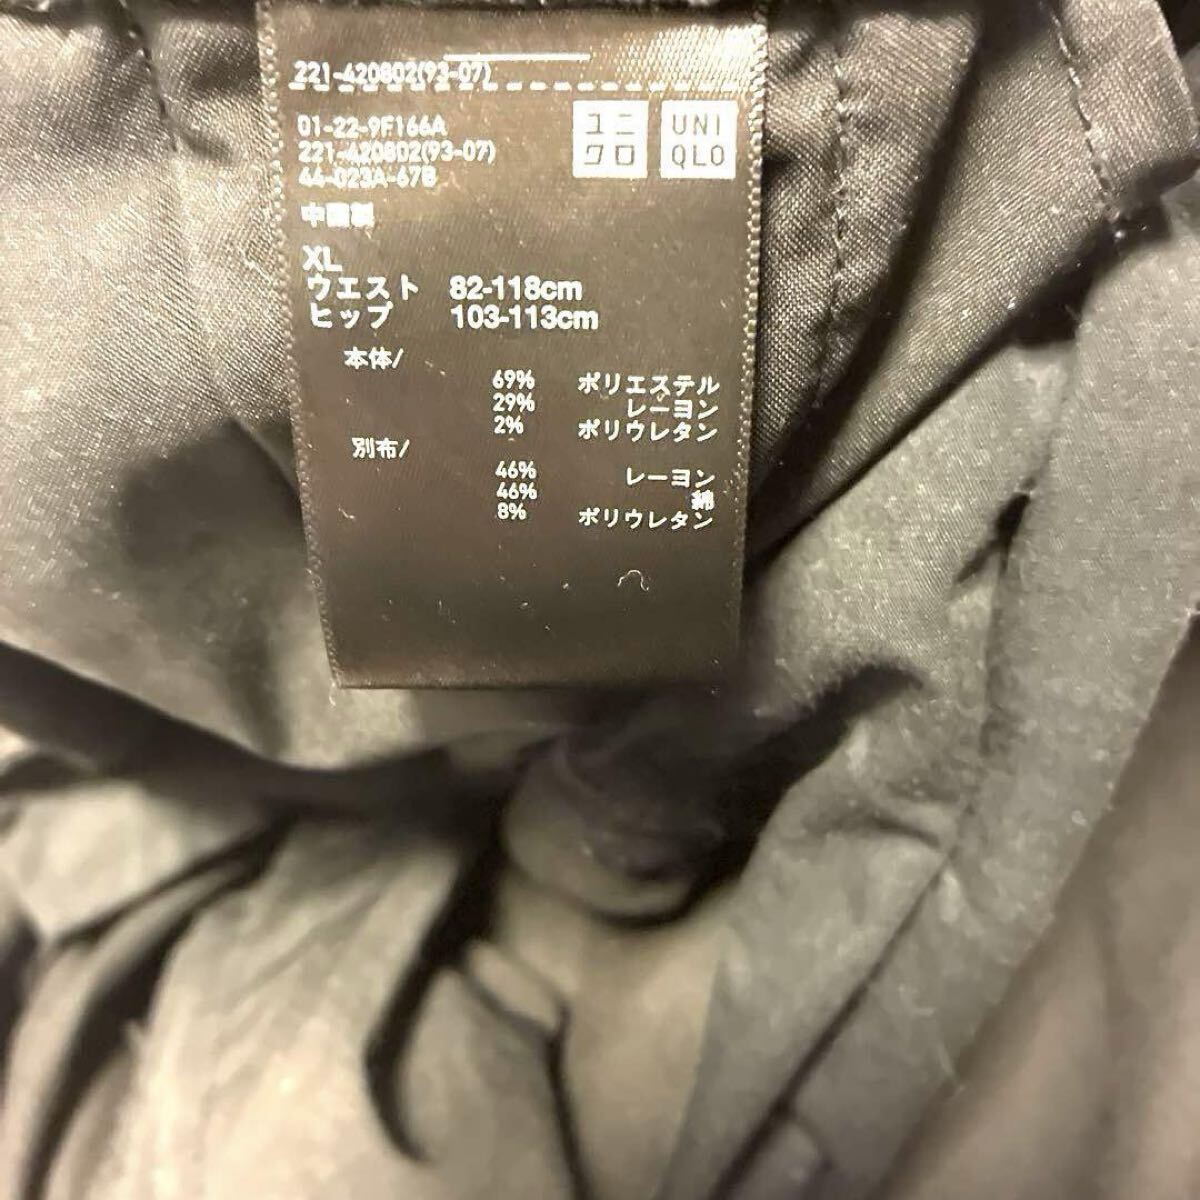 221-420802(93-07)
01-22-9F166A
221-420802(93-07)
44-023A-67B
ユニ
クロ
UNI
QLO
中国製
XL
ウエスト 82-118cm
ヒップ 103-113cm
本体/
69% ポリエステル
29% レーヨン
2% ポリウレタン
別布/
46% レーヨン
46% 綿
8% ポリウレタン